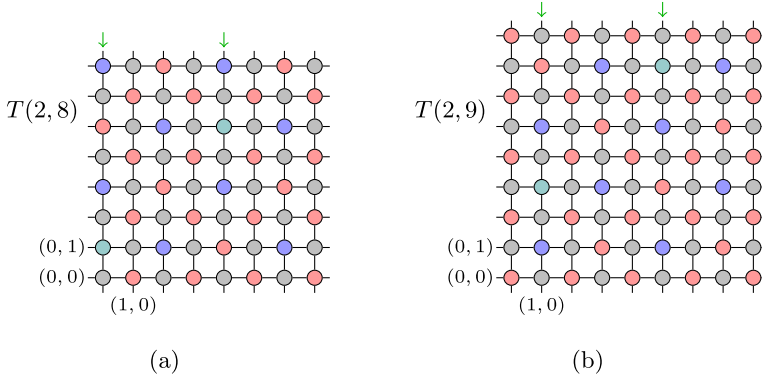 T(2, 8)
(0, 1)
(0, 0)
(1, 0)
(a)
T(2, 9)
(0, 1)
(0, 0)
(1, 0)
(b)